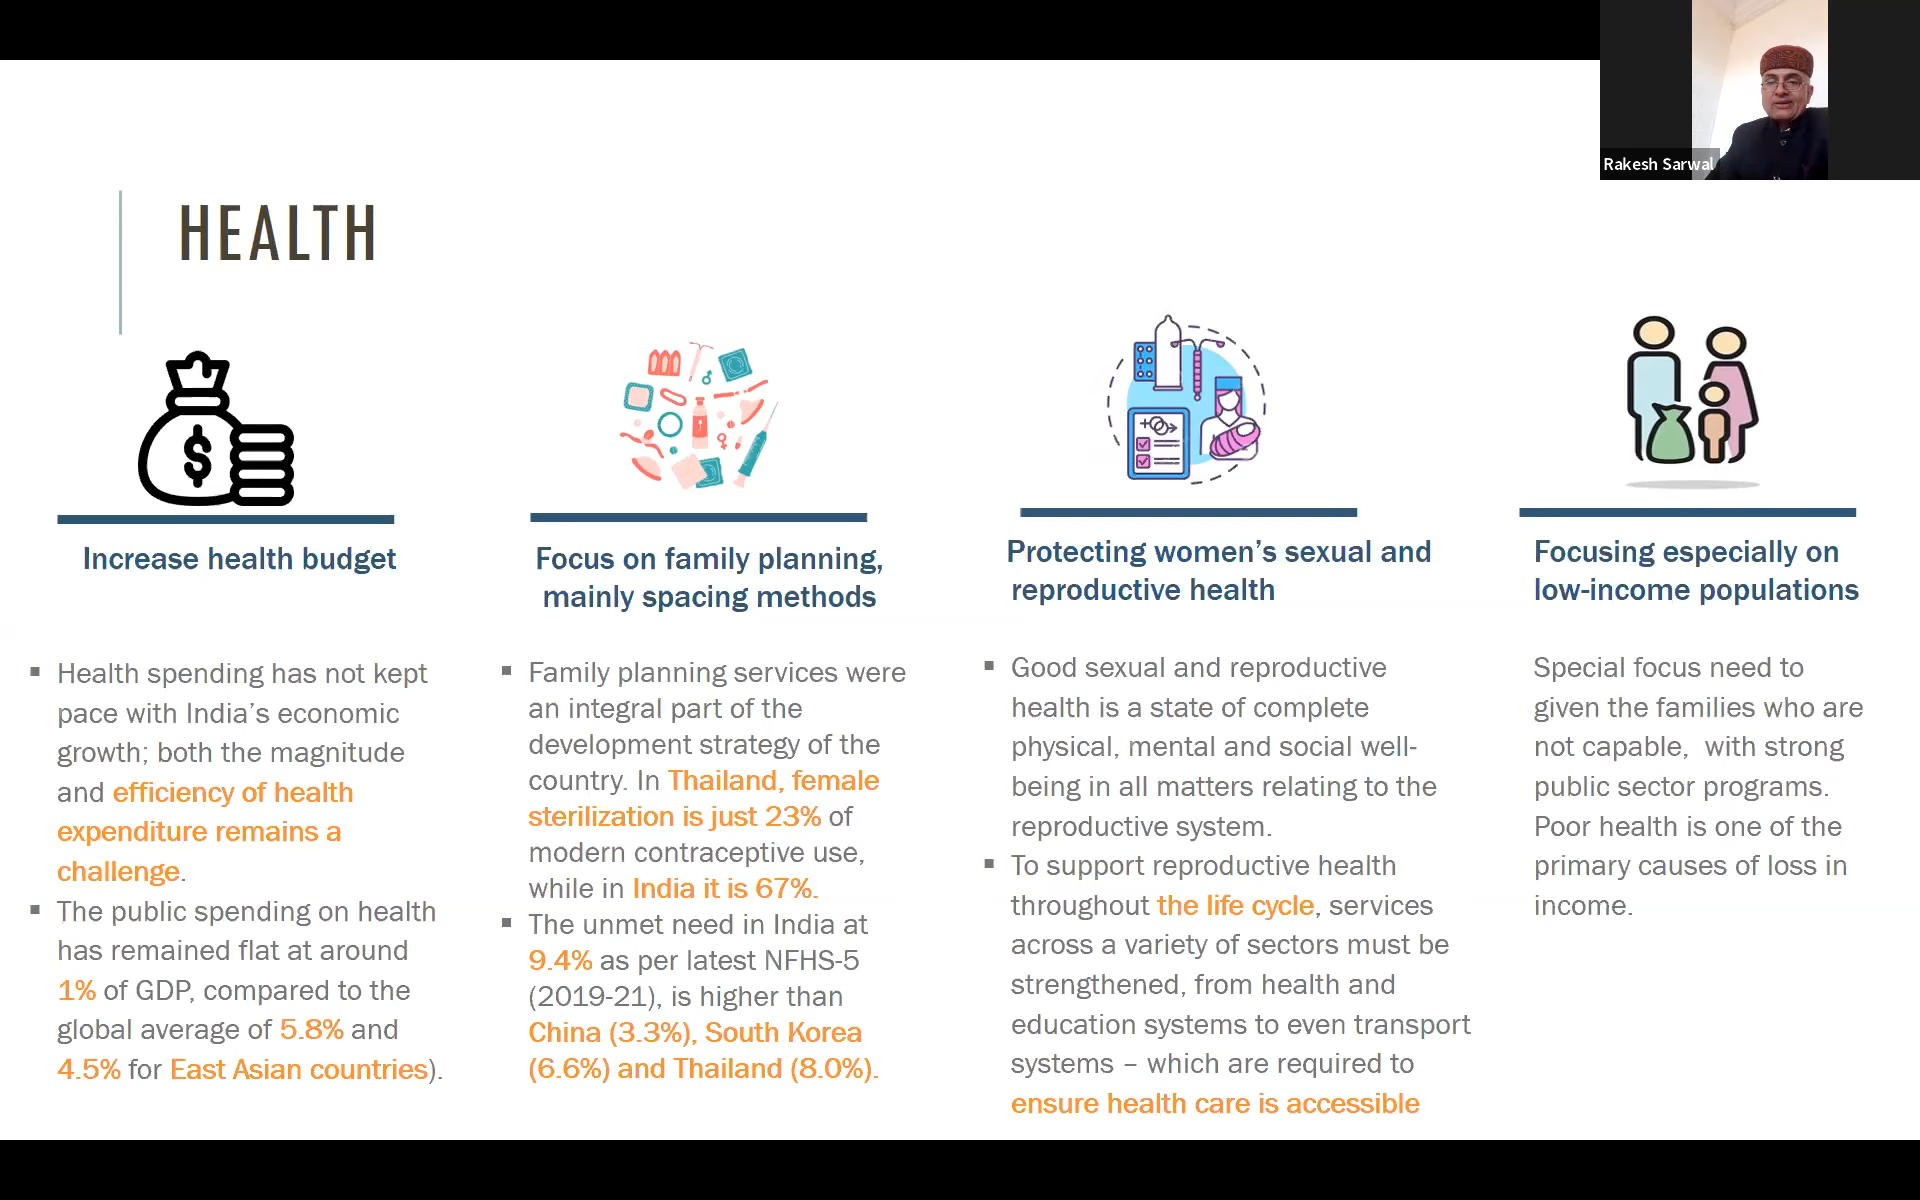 Rakesh Sarwal
HEALTH
$
Increase health budget
▪ Health spending has not kept
pace with India’s economic
growth; both the magnitude
and efficiency of health
expenditure remains a
challenge.
▪ The public spending on health
has remained flat at around
1% of GDP, compared to the
global average of 5.8% and
4.5% for East Asian countries).
Focus on family planning,
mainly spacing methods
▪ Family planning services were
an integral part of the
development strategy of the
country. In Thailand, female
sterilization is just 23% of
modern contraceptive use,
while in India it is 67%.
▪ The unmet need in India at
9.4% as per latest NFHS-5
(2019-21), is higher than
China (3.3%), South Korea
(6.6%) and Thailand (8.0%).
Protecting women’s sexual and
reproductive health
▪ Good sexual and reproductive
health is a state of complete
physical, mental and social well-
being in all matters relating to the
reproductive system.
▪ To support reproductive health
throughout the life cycle, services
across a variety of sectors must be
strengthened, from health and
education systems to even transport
systems – which are required to
ensure health care is accessible
Focusing especially on
low-income populations
Special focus need to
given the families who are
not capable,  with strong
public sector programs.
Poor health is one of the
primary causes of loss in
income.